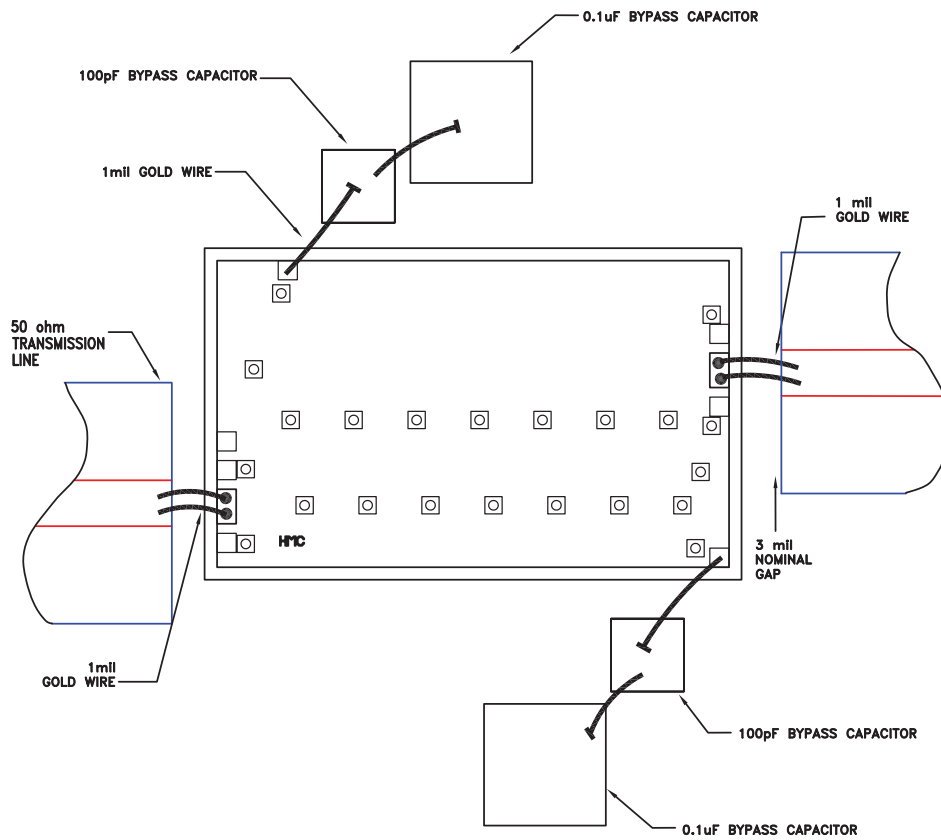 0.1uF BYPASS CAPACITOR
100pF BYPASS CAPACITOR
1mil GOLD WIRE
1 mil
GOLD WIRE
50 ohm
TRANSMISSION
LINE
HMC
3 mil
NOMINAL
GAP
1mil
GOLD WIRE
100pF BYPASS CAPACITOR
0.1uF BYPASS CAPACITOR